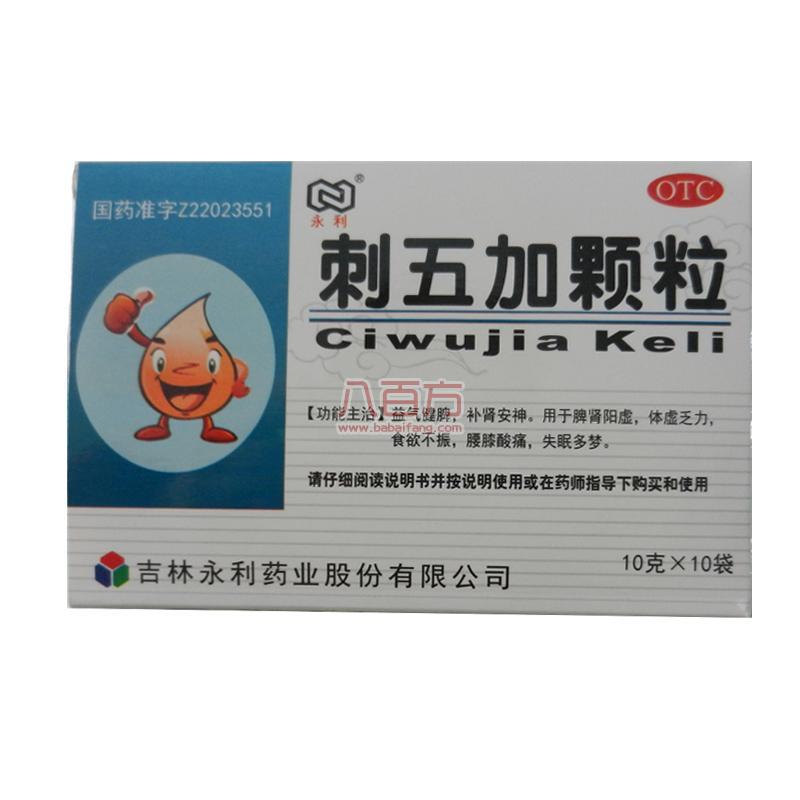 国药准字Z22023551
®
永利
OTC
刺五加颗粒
Ciwujia Keli
八百方
www.babaifang.com
【功能主治】益气健脾，补肾安神。用于脾肾阳虚，体虚乏力，
食欲不振，腰膝酸痛，失眠多梦。
请仔细阅读说明书并按说明使用或在药师指导下购买和使用
吉林永利药业股份有限公司
10克×10袋